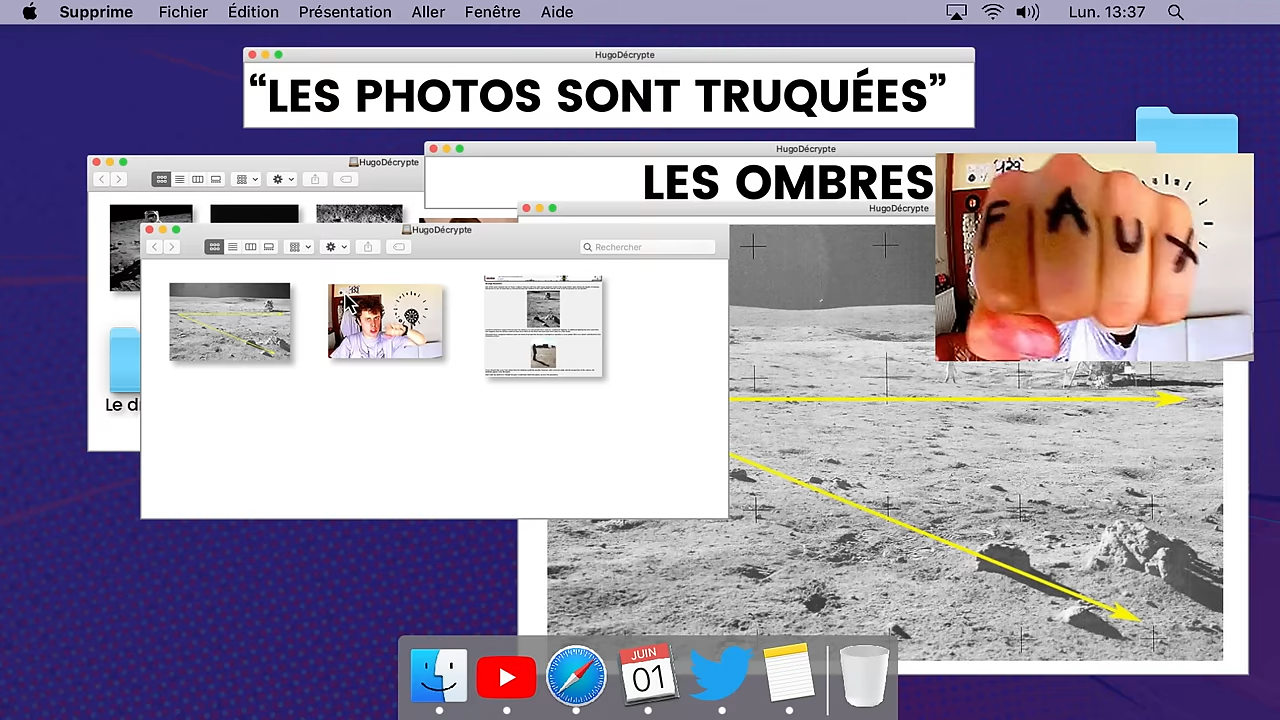 Supprime Fichier Édition Présentation Aller Fenêtre Aide Lun. 13:37
HugoDécrypte
“LES PHOTOS SONT TRUQUÉES”
HugoDécrypte
LES OMBRES
HugoDécrypte
HugoDécrypte
HugoDécrypte
Rechercher
FAUX
Le d
JUIN
01